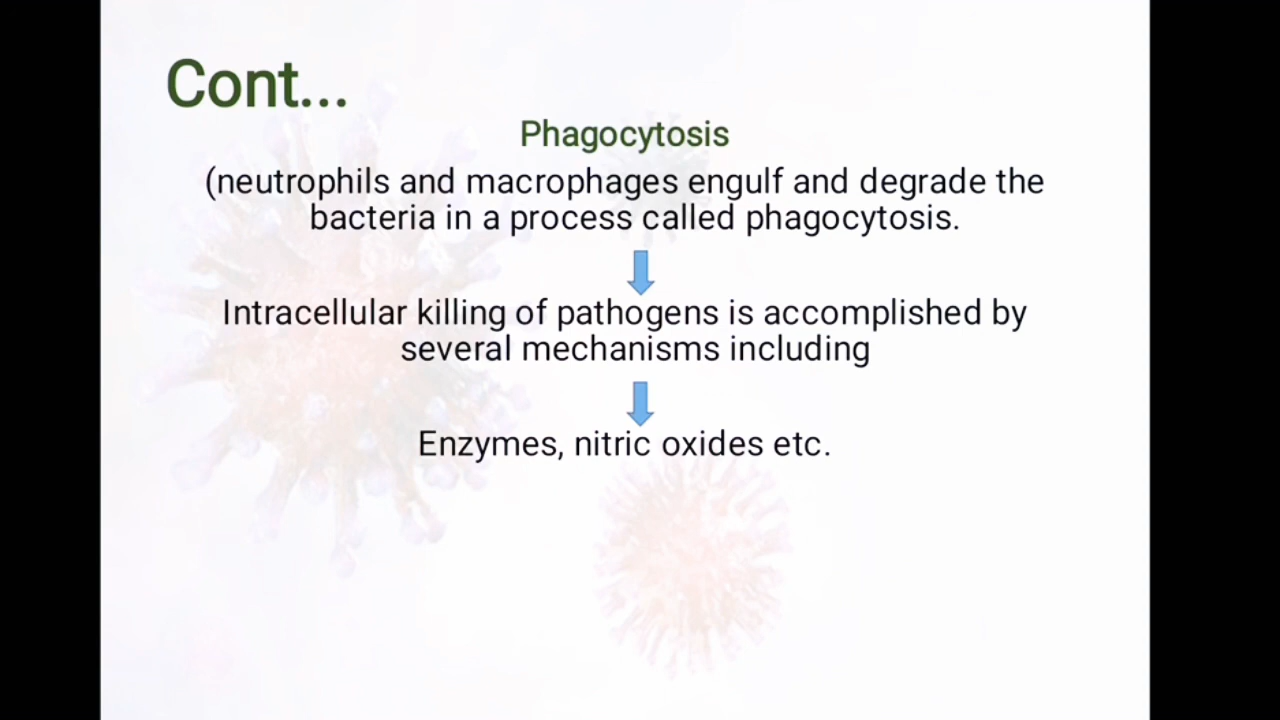 Cont...
Phagocytosis
(neutrophils and macrophages engulf and degrade the
bacteria in a process called phagocytosis.
Intracellular killing of pathogens is accomplished by
several mechanisms including
Enzymes, nitric oxides etc.